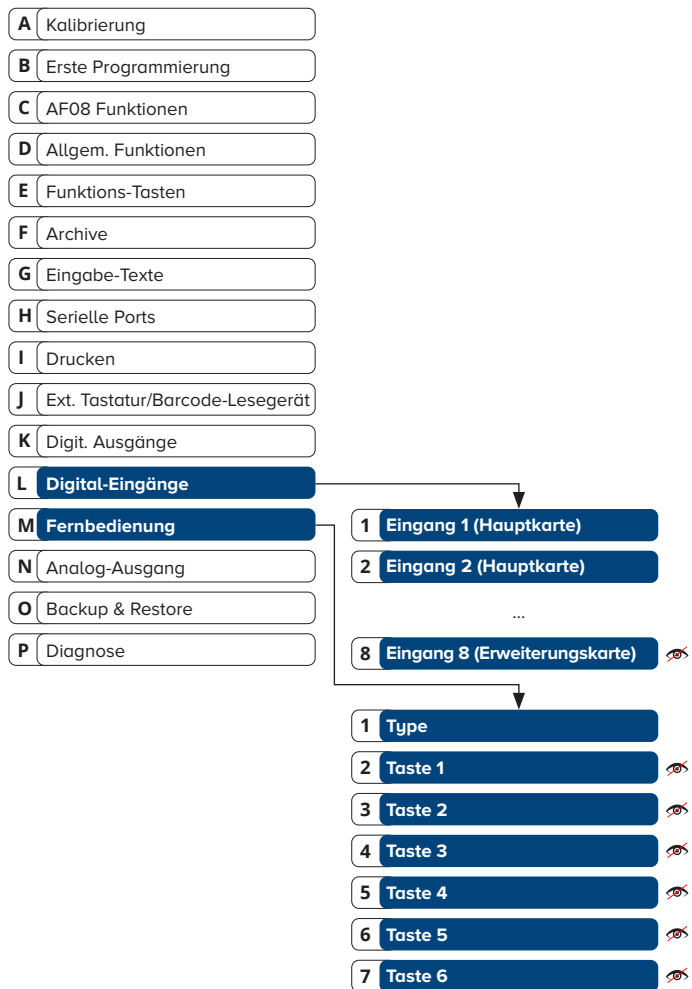 A Kalibrierung
B Erste Programmierung
C AF08 Funktionen
D Allgem. Funktionen
E Funktions-Tasten
F Archive
G Eingabe-Texte
H Serielle Ports
I Drucken
J Ext. Tastatur/Barcode-Lesegerät
K Digit. Ausgänge
L Digital-Eingänge
M Fernbedienung
N Analog-Ausgang
O Backup & Restore
P Diagnose
1 Eingang 1 (Hauptkarte)
2 Eingang 2 (Hauptkarte)
...
8 Eingang 8 (Erweiterungskarte)
1 Type
2 Taste 1
3 Taste 2
4 Taste 3
5 Taste 4
6 Taste 5
7 Taste 6